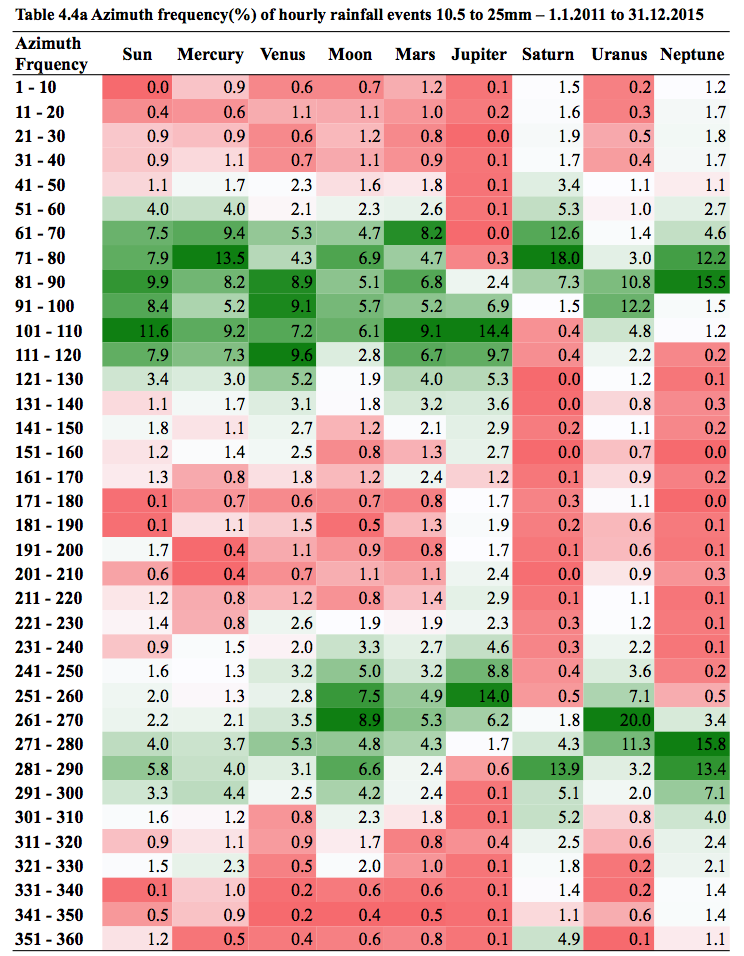 Table 4.4a Azimuth frequency(%) of hourly rainfall events 10.5 to 25mm – 1.1.2011 to 31.12.2015
Azimuth
Frquency Sun Mercury Venus Moon Mars Jupiter Saturn Uranus Neptune
1 - 10 0.0 0.9 0.6 0.7 1.2 0.1 1.5 0.2 1.2
11 - 20 0.4 0.6 1.1 1.1 1.0 0.2 1.6 0.3 1.7
21 - 30 0.9 0.9 0.6 1.2 0.8 0.0 1.9 0.5 1.8
31 - 40 0.9 1.1 0.7 1.1 0.9 0.1 1.7 0.4 1.7
41 - 50 1.1 1.7 2.3 1.6 1.8 0.1 3.4 1.1 1.1
51 - 60 4.0 4.0 2.1 2.3 2.6 0.1 5.3 1.0 2.7
61 - 70 7.5 9.4 5.3 4.7 8.2 0.0 12.6 1.4 4.6
71 - 80 7.9 13.5 4.3 6.9 4.7 0.3 18.0 3.0 12.2
81 - 90 9.9 8.2 8.9 5.1 6.8 2.4 7.3 10.8 15.5
91 - 100 8.4 5.2 9.1 5.7 5.2 6.9 1.5 12.2 1.5
101 - 110 11.6 9.2 7.2 6.1 9.1 14.4 0.4 4.8 1.2
111 - 120 7.9 7.3 9.6 2.8 6.7 9.7 0.4 2.2 0.2
121 - 130 3.4 3.0 5.2 1.9 4.0 5.3 0.0 1.2 0.1
131 - 140 1.1 1.7 3.1 1.8 3.2 3.6 0.0 0.8 0.3
141 - 150 1.8 1.1 2.7 1.2 2.1 2.9 0.2 1.1 0.2
151 - 160 1.2 1.4 2.5 0.8 1.3 2.7 0.0 0.7 0.0
161 - 170 1.3 0.8 1.8 1.2 2.4 1.2 0.1 0.9 0.2
171 - 180 0.1 0.7 0.6 0.7 0.8 1.7 0.3 1.1 0.0
181 - 190 0.1 1.1 1.5 0.5 1.3 1.9 0.2 0.6 0.1
191 - 200 1.7 0.4 1.1 0.9 0.8 1.7 0.1 0.6 0.1
201 - 210 0.6 0.4 0.7 1.1 1.1 2.4 0.0 0.9 0.3
211 - 220 1.2 0.8 1.2 0.8 1.4 2.9 0.1 1.1 0.1
221 - 230 1.4 0.8 2.6 1.9 1.9 2.3 0.3 1.2 0.1
231 - 240 0.9 1.5 2.0 3.3 2.7 4.6 0.3 2.2 0.1
241 - 250 1.6 1.3 3.2 5.0 3.2 8.8 0.4 3.6 0.2
251 - 260 2.0 1.3 2.8 7.5 4.9 14.0 0.5 7.1 0.5
261 - 270 2.2 2.1 3.5 8.9 5.3 6.2 1.8 20.0 3.4
271 - 280 4.0 3.7 5.3 4.8 4.3 1.7 4.3 11.3 15.8
281 - 290 5.8 4.0 3.1 6.6 2.4 0.6 13.9 3.2 13.4
291 - 300 3.3 4.4 2.5 4.2 2.4 0.1 5.1 2.0 7.1
301 - 310 1.6 1.2 0.8 2.3 1.8 0.1 5.2 0.8 4.0
311 - 320 0.9 1.1 0.9 1.7 0.8 0.4 2.5 0.6 2.4
321 - 330 1.5 2.3 0.5 2.0 1.0 0.1 1.8 0.2 2.1
331 - 340 0.1 1.0 0.2 0.6 0.6 0.1 1.4 0.2 1.4
341 - 350 0.5 0.9 0.2 0.4 0.5 0.1 1.1 0.6 1.4
351 - 360 1.2 0.5 0.4 0.6 0.8 0.1 4.9 0.1 1.1